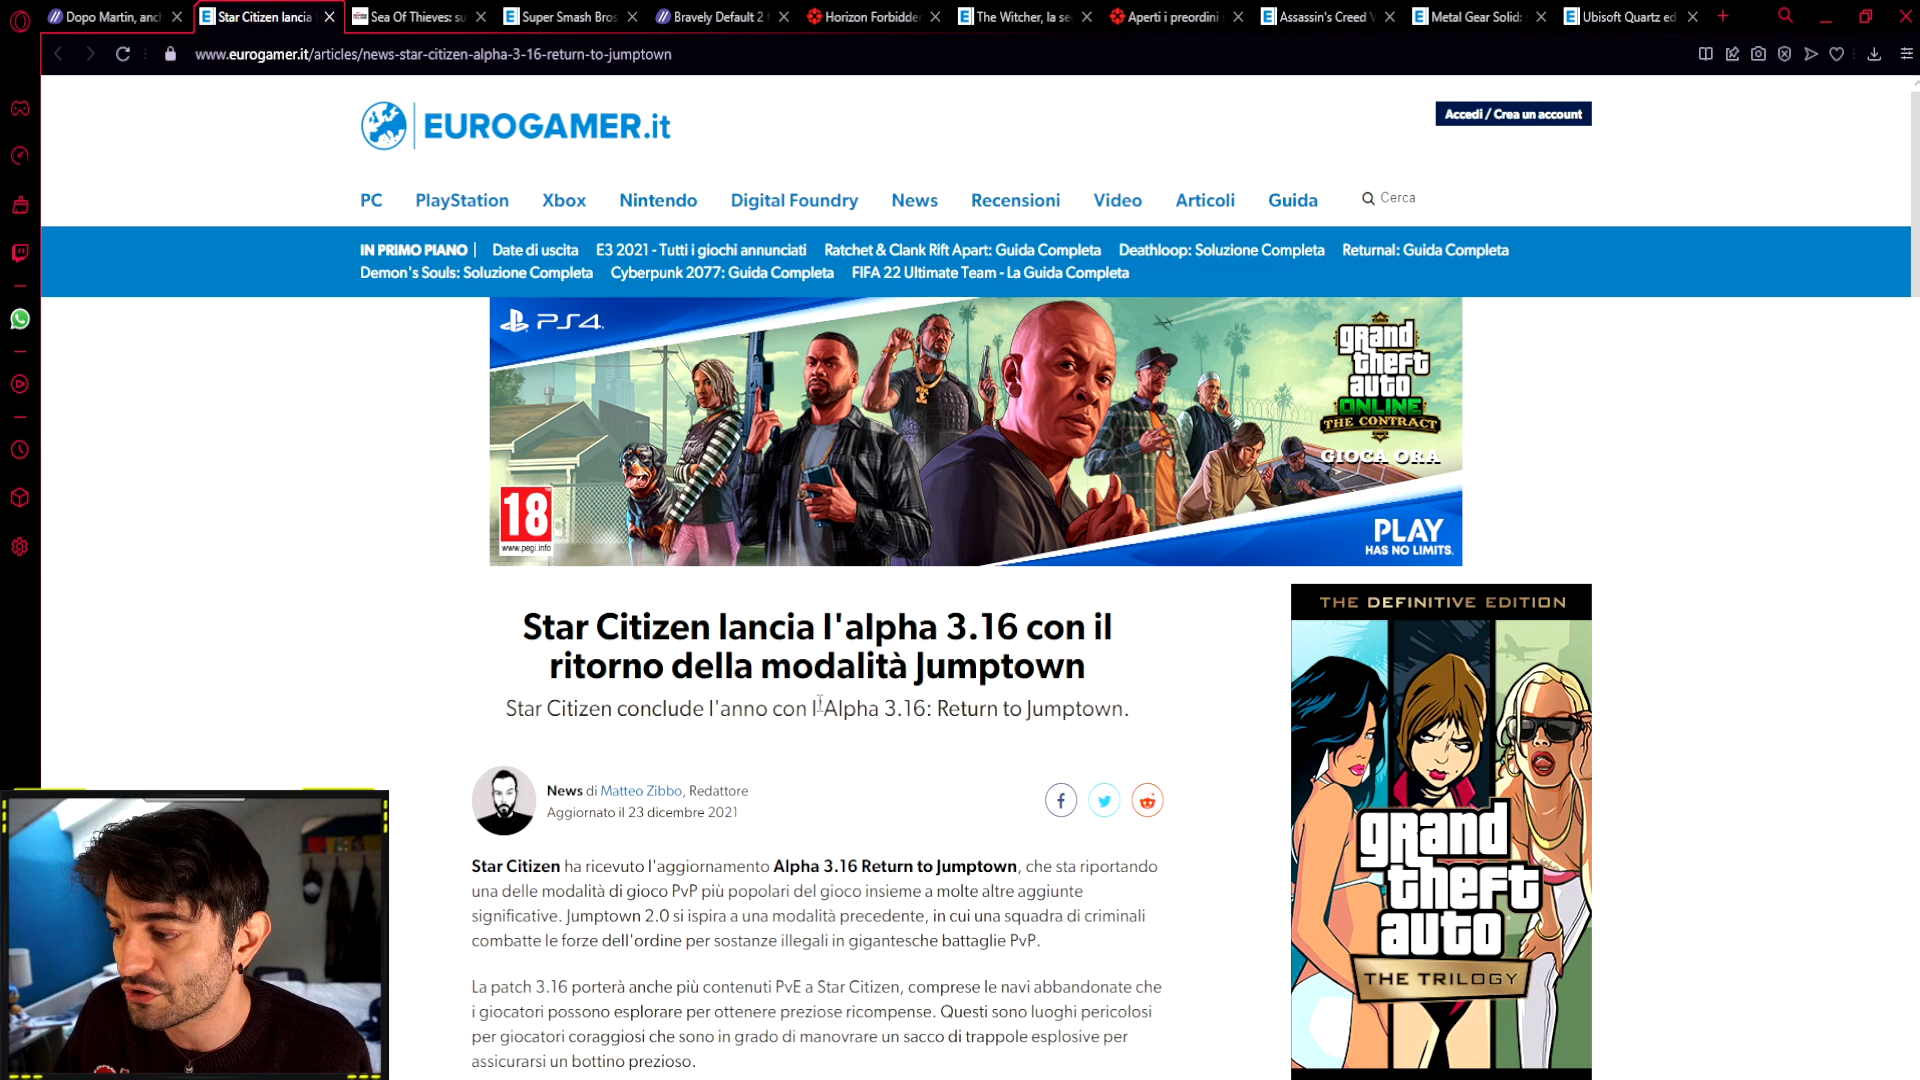 Dopo Martin, anch
Star Citizen lancia
Sea Of Thieves: su
Super Smash Bros
Bravely Default 2
Horizon Forbidden
The Witcher, la se
Aperti i preordini
Assassin's Creed V
Metal Gear Solid:
Ubisoft Quartz ed
www.eurogamer.it/articles/news-star-citizen-alpha-3-16-return-to-jumptown
EUROGAMER.it
Accedi / Crea un account
PC PlayStation Xbox Nintendo Digital Foundry News Recensioni Video Articoli Guida Cerca
IN PRIMO PIANO | Date di uscita E3 2021 - Tutti i giochi annunciati Ratchet & Clank Rift Apart: Guida Completa Deathloop: Soluzione Completa Returnal: Guida Completa
Demon's Souls: Soluzione Completa Cyberpunk 2077: Guida Completa FIFA 22 Ultimate Team - La Guida Completa
PS4
grand
theft
auto
ONLINE
THE CONTRACT
GIOCA ORA
18
www.pegi.info
PLAY
HAS NO LIMITS.
Star Citizen lancia l'alpha 3.16 con il
ritorno della modalità Jumptown
Star Citizen conclude l'anno con l'Alpha 3.16: Return to Jumptown.
News di Matteo Zibbo, Redattore
Aggiornato il 23 dicembre 2021
Star Citizen ha ricevuto l'aggiornamento Alpha 3.16 Return to Jumptown, che sta riportando
una delle modalità di gioco PvP più popolari del gioco insieme a molte altre aggiunte
significative. Jumptown 2.0 si ispira a una modalità precedente, in cui una squadra di criminali
combatte le forze dell'ordine per sostanze illegali in gigantesche battaglie PvP.
La patch 3.16 porterà anche più contenuti PvE a Star Citizen, comprese le navi abbandonate che
i giocatori possono esplorare per ottenere preziose ricompense. Questi sono luoghi pericolosi
per giocatori coraggiosi che sono in grado di manovrare un sacco di trappole esplosive per
assicurarsi un bottino prezioso.
THE DEFINITIVE EDITION
grand
theft
auto
THE TRILOGY